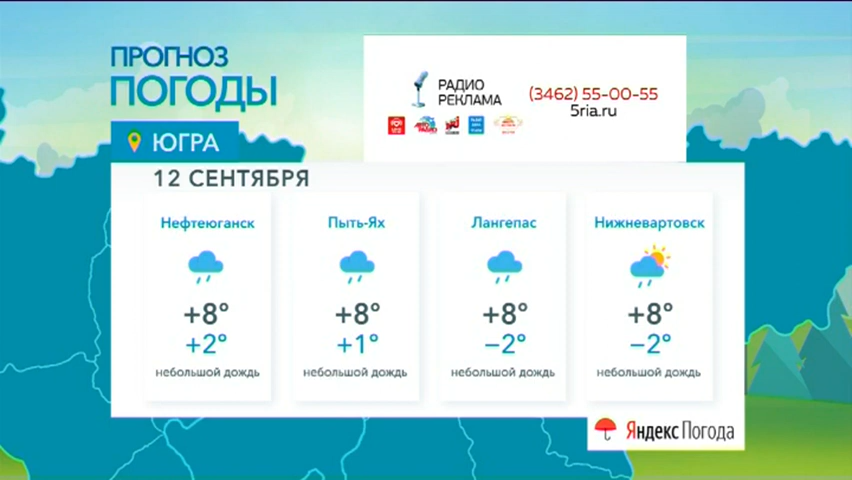 ПРОГНОЗ
ПОГОДЫ
РАДИО
РЕКЛАМА
(3462) 55-00-55
5ria.ru
ЮГРА
12 СЕНТЯБРЯ
Нефтеюганск
+8°
+2°
небольшой дождь
Пыть-Ях
+8°
+1°
небольшой дождь
Лангепас
+8°
−2°
небольшой дождь
Нижневартовск
+8°
−2°
небольшой дождь
Яндекс Погода